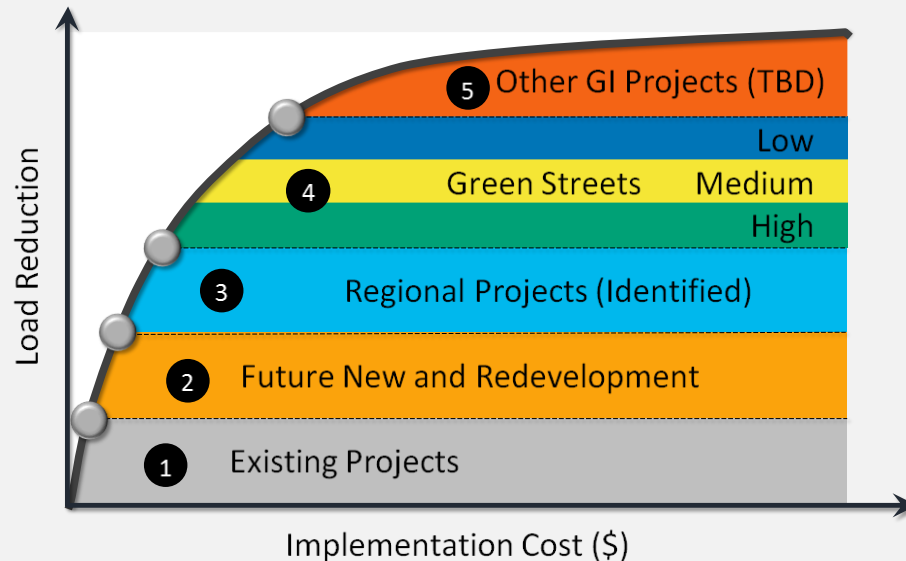 Load Reduction
5 Other GI Projects (TBD)
Low
4 Green Streets Medium
High
3 Regional Projects (Identified)
2 Future New and Redevelopment
1 Existing Projects
Implementation Cost ($)